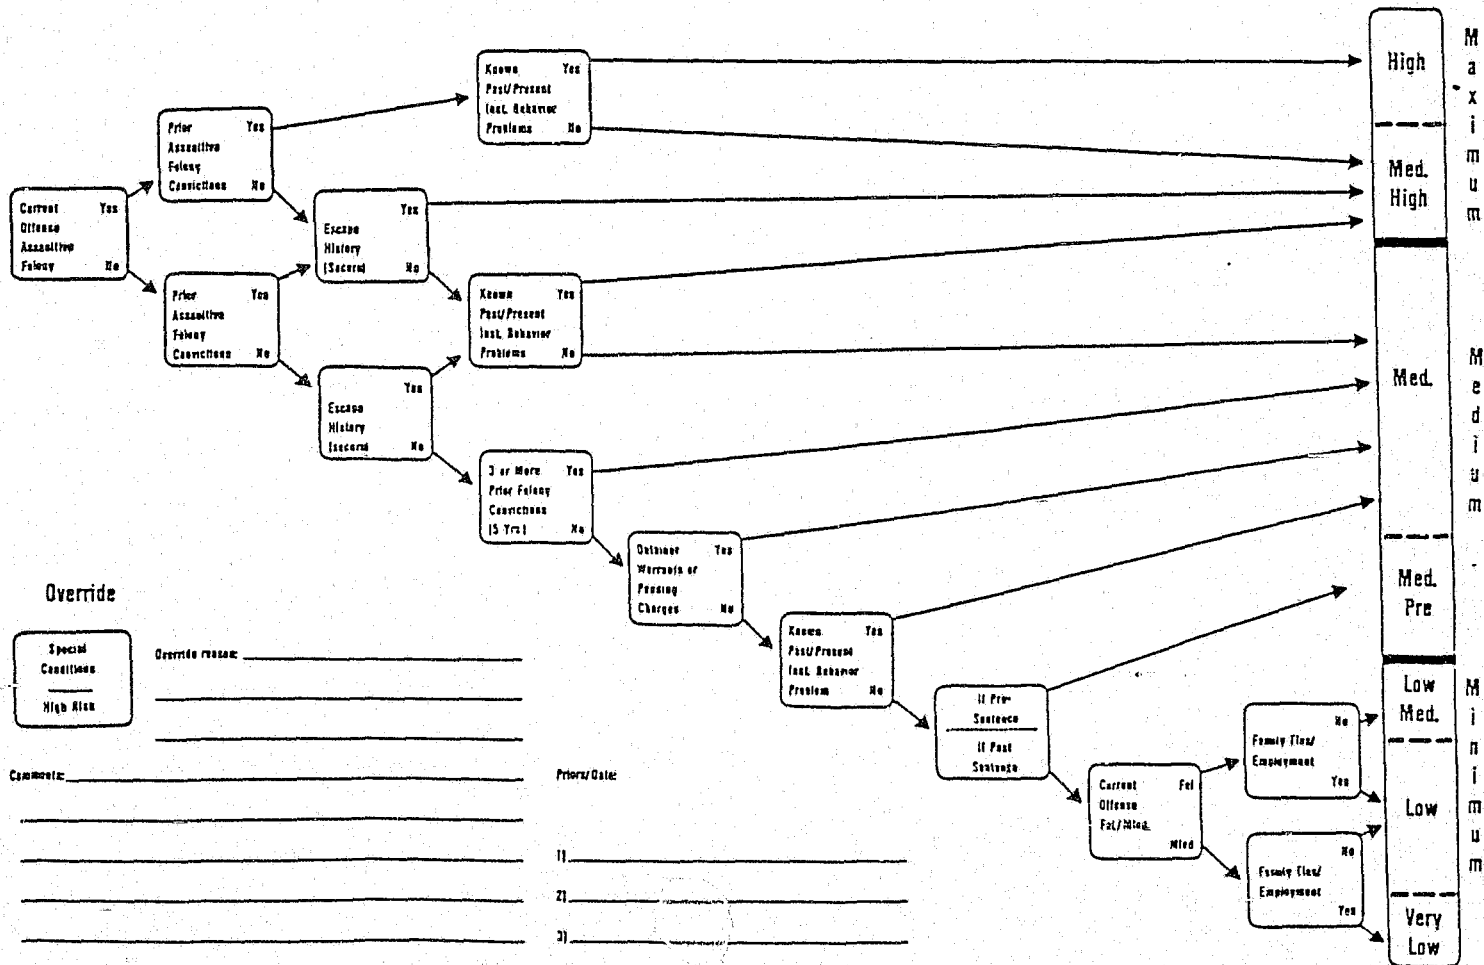 Known Yes
Past/Present
Inst. Behavior
Problems No
Prior Yes
Assaultive
Felony
Convictions No
Current Yes
Offense
Assaultive
Felony No
Yes
Escape
History
(Secure) No
Prior Yes
Assaultive
Felony
Convictions No
Known Yes
Past/Present
Inst. Behavior
Problems No
Yes
Escape
History
(secure) No
3 or More Yes
Prior Felony
Convictions
(5 Yrs) No
Detainer Yes
Warrants or
Pending
Charges No
Known Yes
Past/Present
Inst. Behavior
Problem No
If Pre-
Sentence
If Post
Sentence
Current Fel
Offense
Fel/Misd.
Misd
No
Family Ties/
Employment
Yes
No
Family Ties/
Employment
Yes
High
Med.
High
Med.
Med.
Pre
Low
Med.
Low
Very
Low
Maximum
Medium
Minimum
Override
Special
Conditions
High Risk
Override reason:
Comments:
Priors/Date:
1)
2)
3)